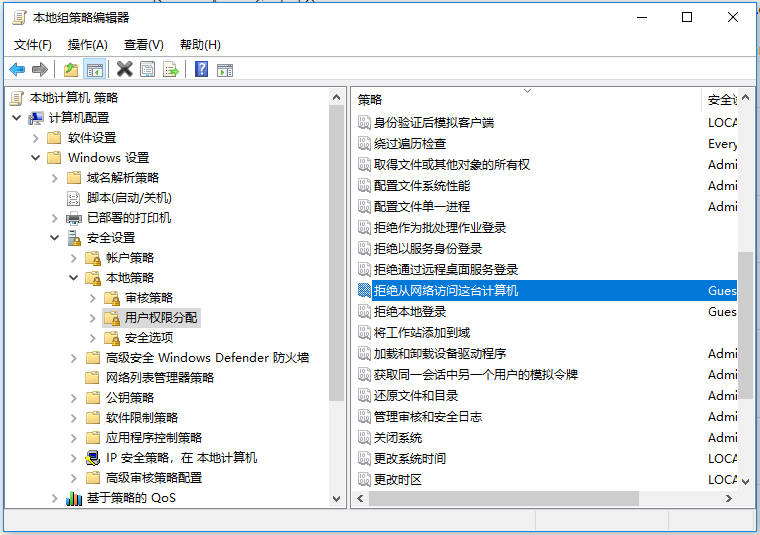 本地组策略编辑器
文件(F) 操作(A) 查看(V) 帮助(H)
本地计算机 策略
计算机配置
软件设置
Windows 设置
域名解析策略
脚本(启动/关机)
已部署的打印机
安全设置
帐户策略
本地策略
审核策略
用户权限分配
安全选项
高级安全 Windows Defender 防火墙
网络列表管理器策略
公钥策略
软件限制策略
应用程序控制策略
IP 安全策略，在 本地计算机
高级审核策略配置
基于策略的 QoS
策略 安全设
身份验证后模拟客户端 LOCA
绕过遍历检查 Every
取得文件或其他对象的所有权 Admi
配置文件系统性能 Admi
配置文件单一进程 Admi
拒绝作为批处理作业登录
拒绝以服务身份登录
拒绝通过远程桌面服务登录
拒绝从网络访问这台计算机 Gues
拒绝本地登录 Gues
将工作站添加到域
加载和卸载设备驱动程序 Admi
获取同一会话中另一个用户的模拟令牌 Admi
还原文件和目录 Admi
管理审核和安全日志 Admi
关闭系统 Admi
更改系统时间 LOCA
更改时区 LOCA